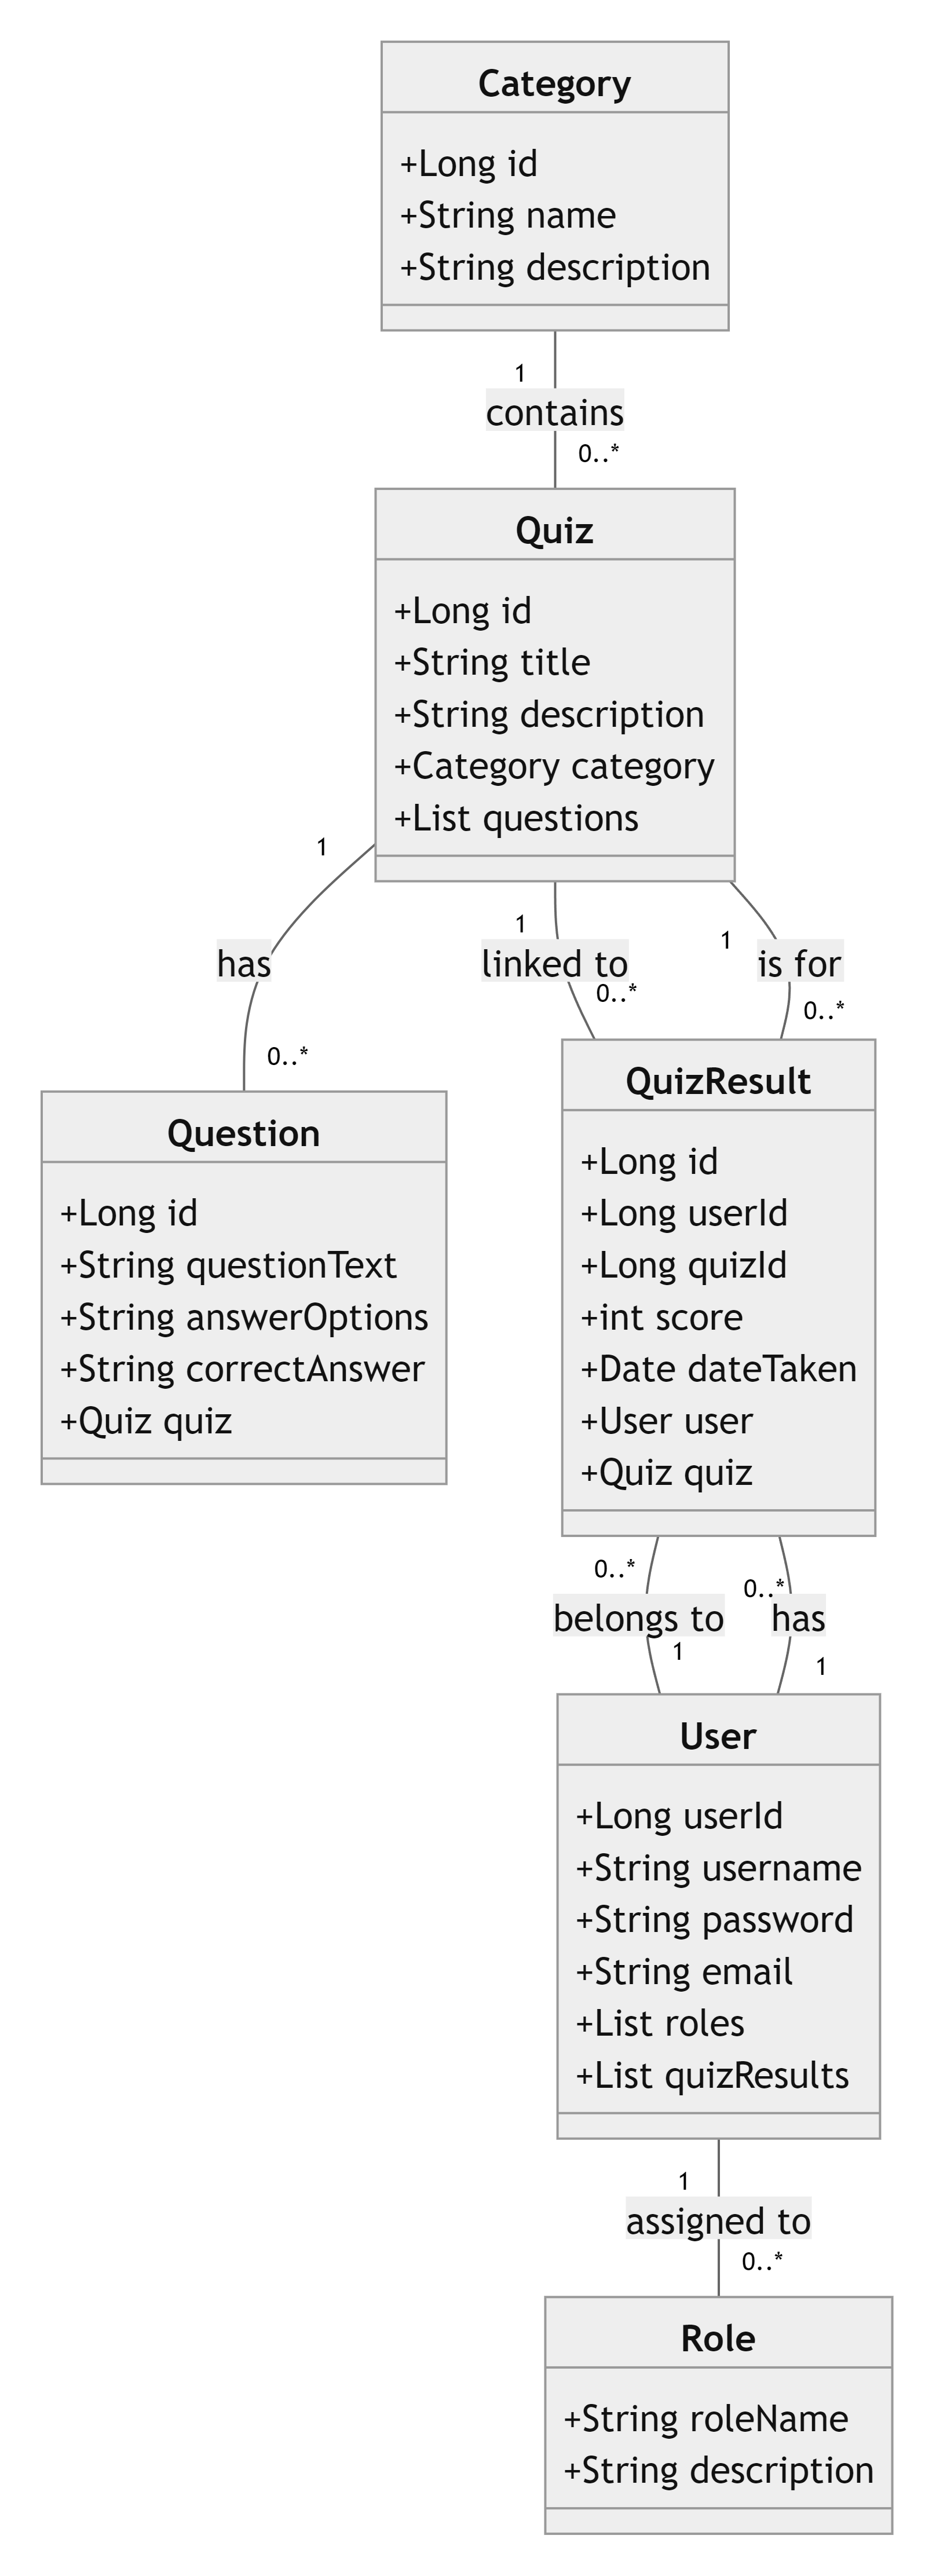 Category
+Long id
+String name
+String description
1
contains
0..*
Quiz
+Long id
+String title
+String description
+Category category
+List questions
1
has
0..*
1
linked to
0..*
1
is for
0..*
Question
+Long id
+String questionText
+String answerOptions
+String correctAnswer
+Quiz quiz
QuizResult
+Long id
+Long userId
+Long quizId
+int score
+Date dateTaken
+User user
+Quiz quiz
0..*
belongs to
1
0..*
has
1
User
+Long userId
+String username
+String password
+String email
+List roles
+List quizResults
1
assigned to
0..*
Role
+String roleName
+String description